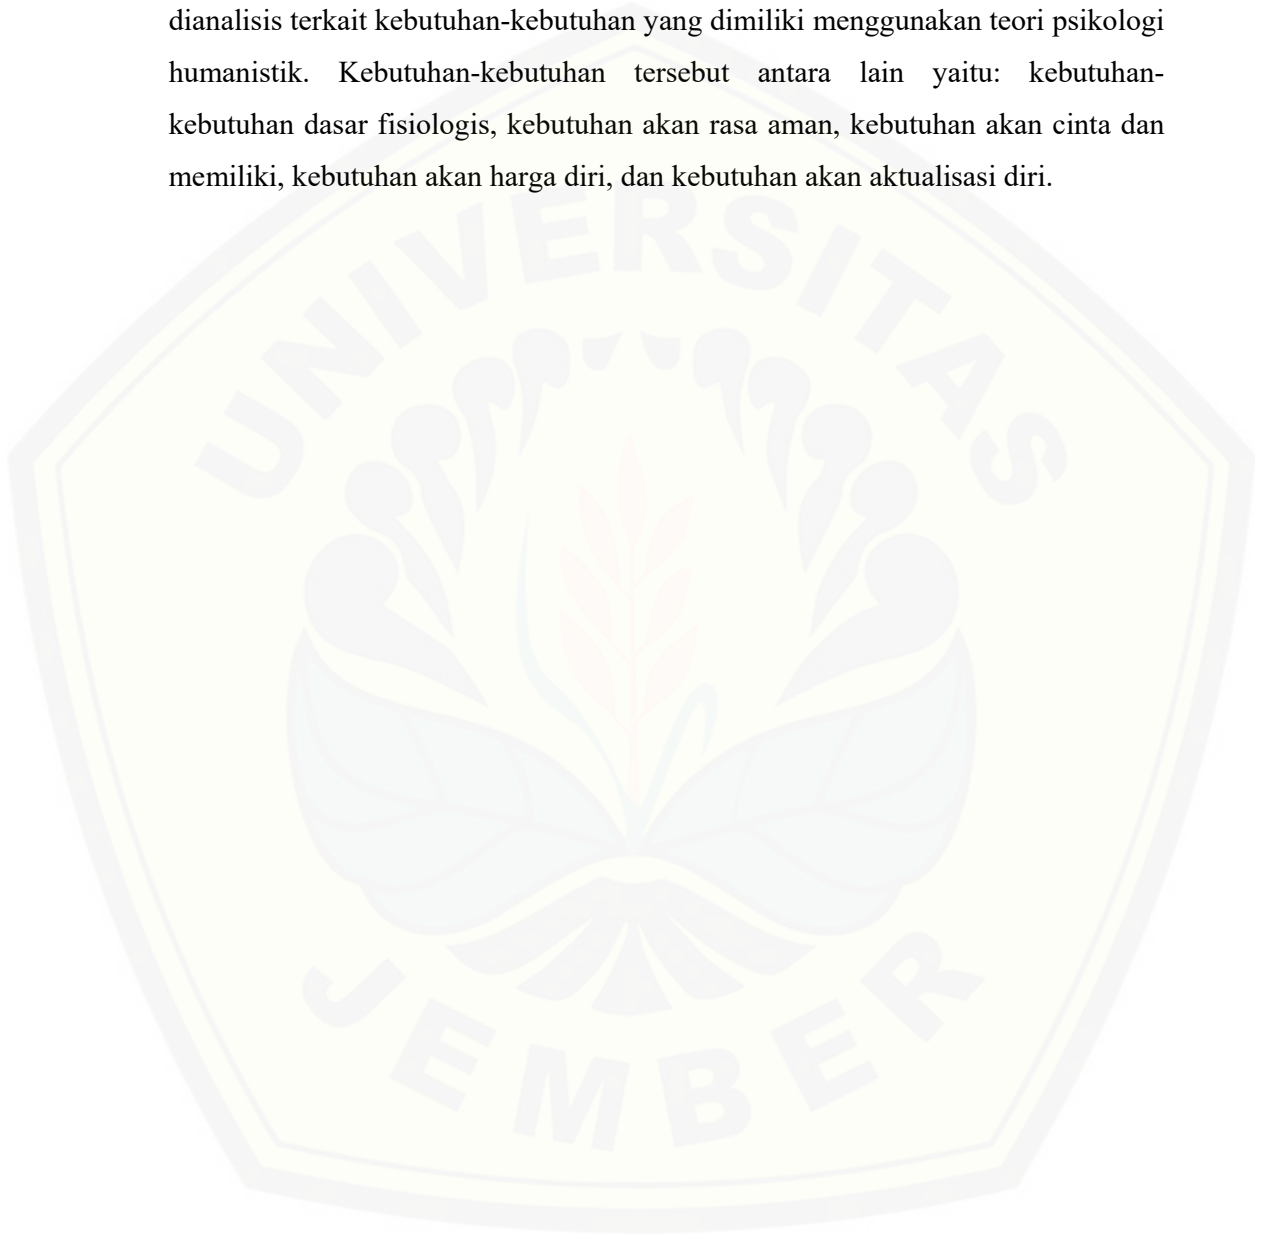 dianalisis terkait kebutuhan-kebutuhan yang dimiliki menggunakan teori psikologi
humanistik. Kebutuhan-kebutuhan tersebut antara lain yaitu: kebutuhan-
kebutuhan dasar fisiologis, kebutuhan akan rasa aman, kebutuhan akan cinta dan
memiliki, kebutuhan akan harga diri, dan kebutuhan akan aktualisasi diri.
UNIVERSITAS
JEMBER